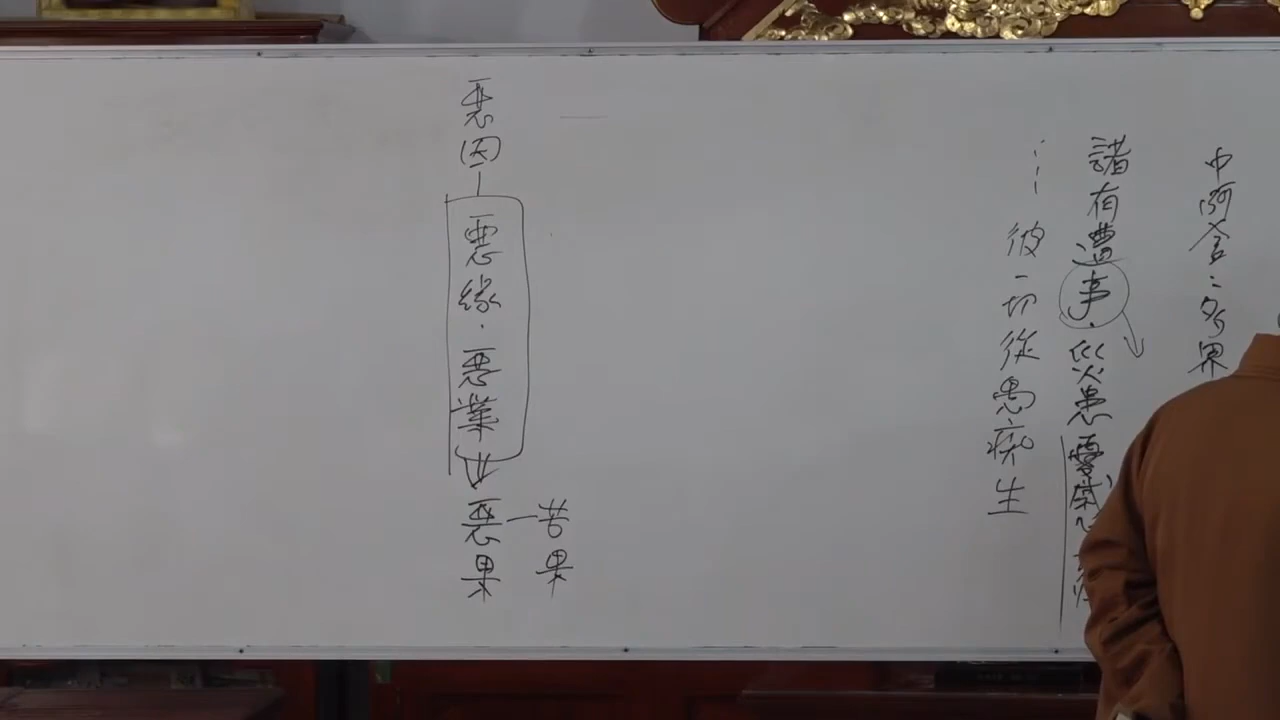 中阿含：多界
諸有遭事．災患憂慼
⋮彼一切從愚癡生
惡因—惡緣．惡業→惡果—苦果